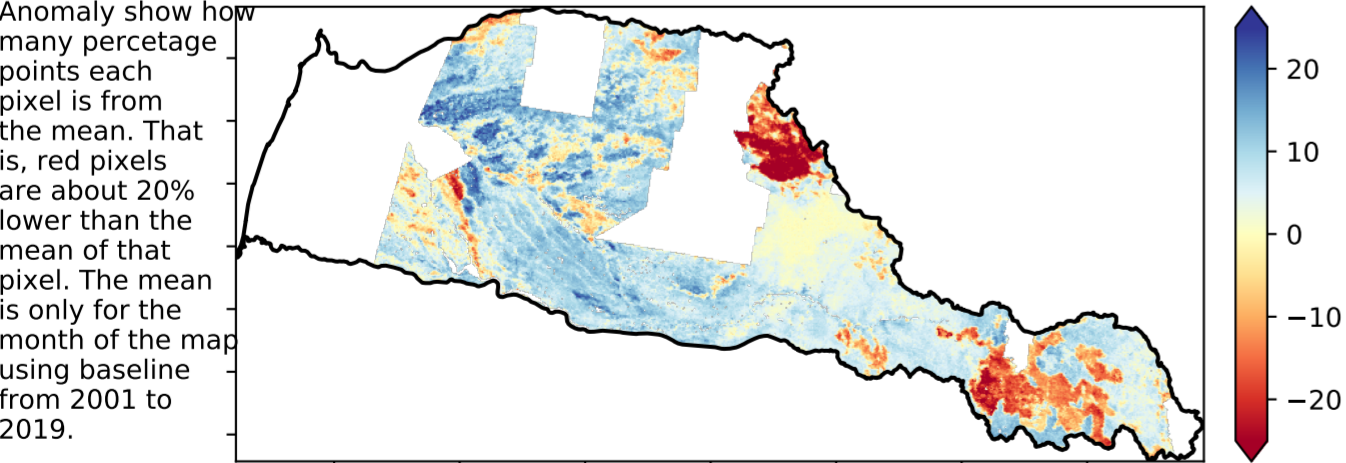 Anomaly show how
many percetage
points each
pixel is from
the mean. That
is, red pixels
are about 20%
lower than the
mean of that
pixel. The mean
is only for the
month of the map
using baseline
from 2001 to
2019.
20
10
0
−10
−20